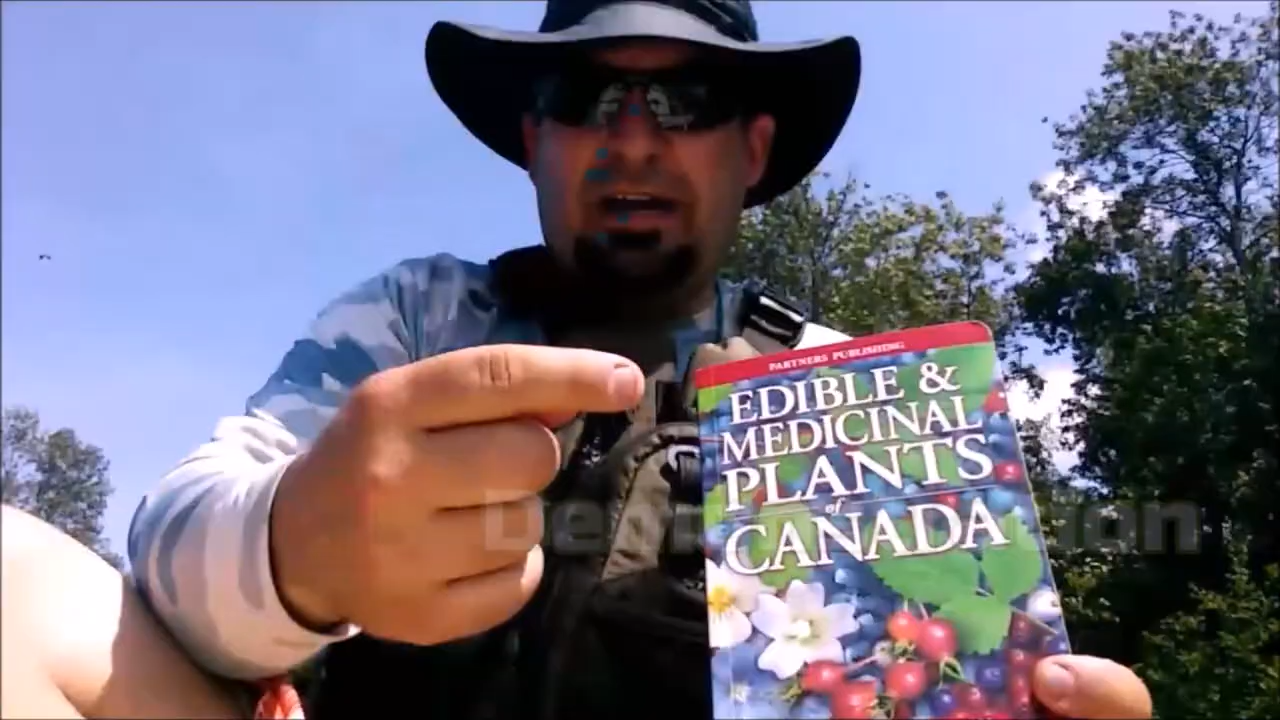 PARTNERS PUBLISHING
EDIBLE &
MEDICINAL
PLANTS
of
CANADA